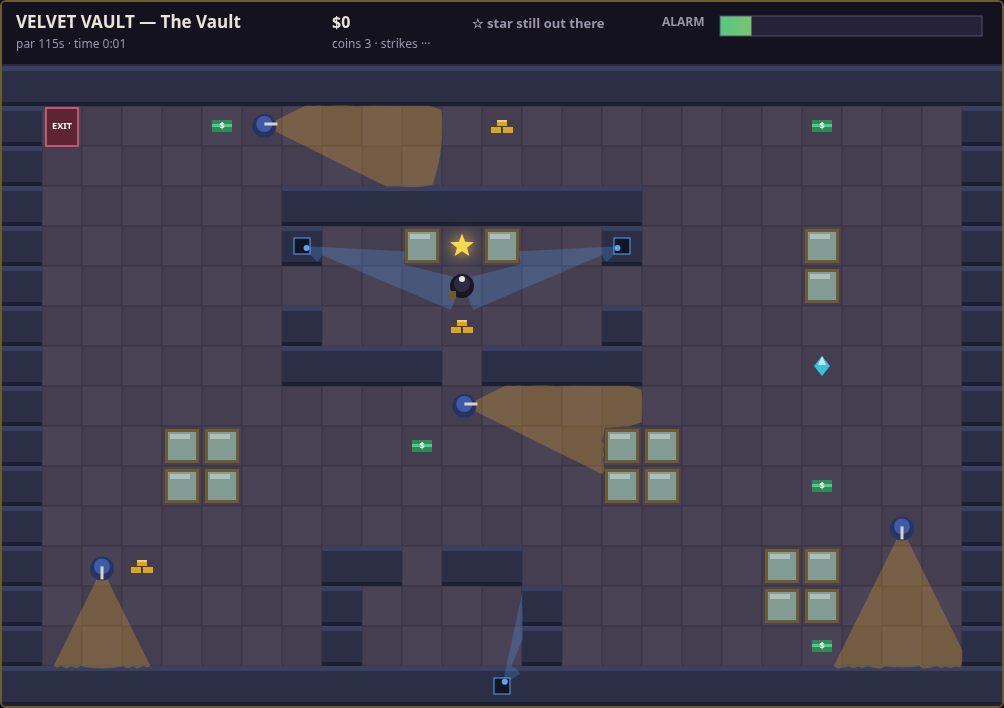 VELVET VAULT — The Vault
par 115s · time 0:01
$0
coins 3 · strikes ···
☆ star still out there
ALARM
EXIT
$
$
$
$
$